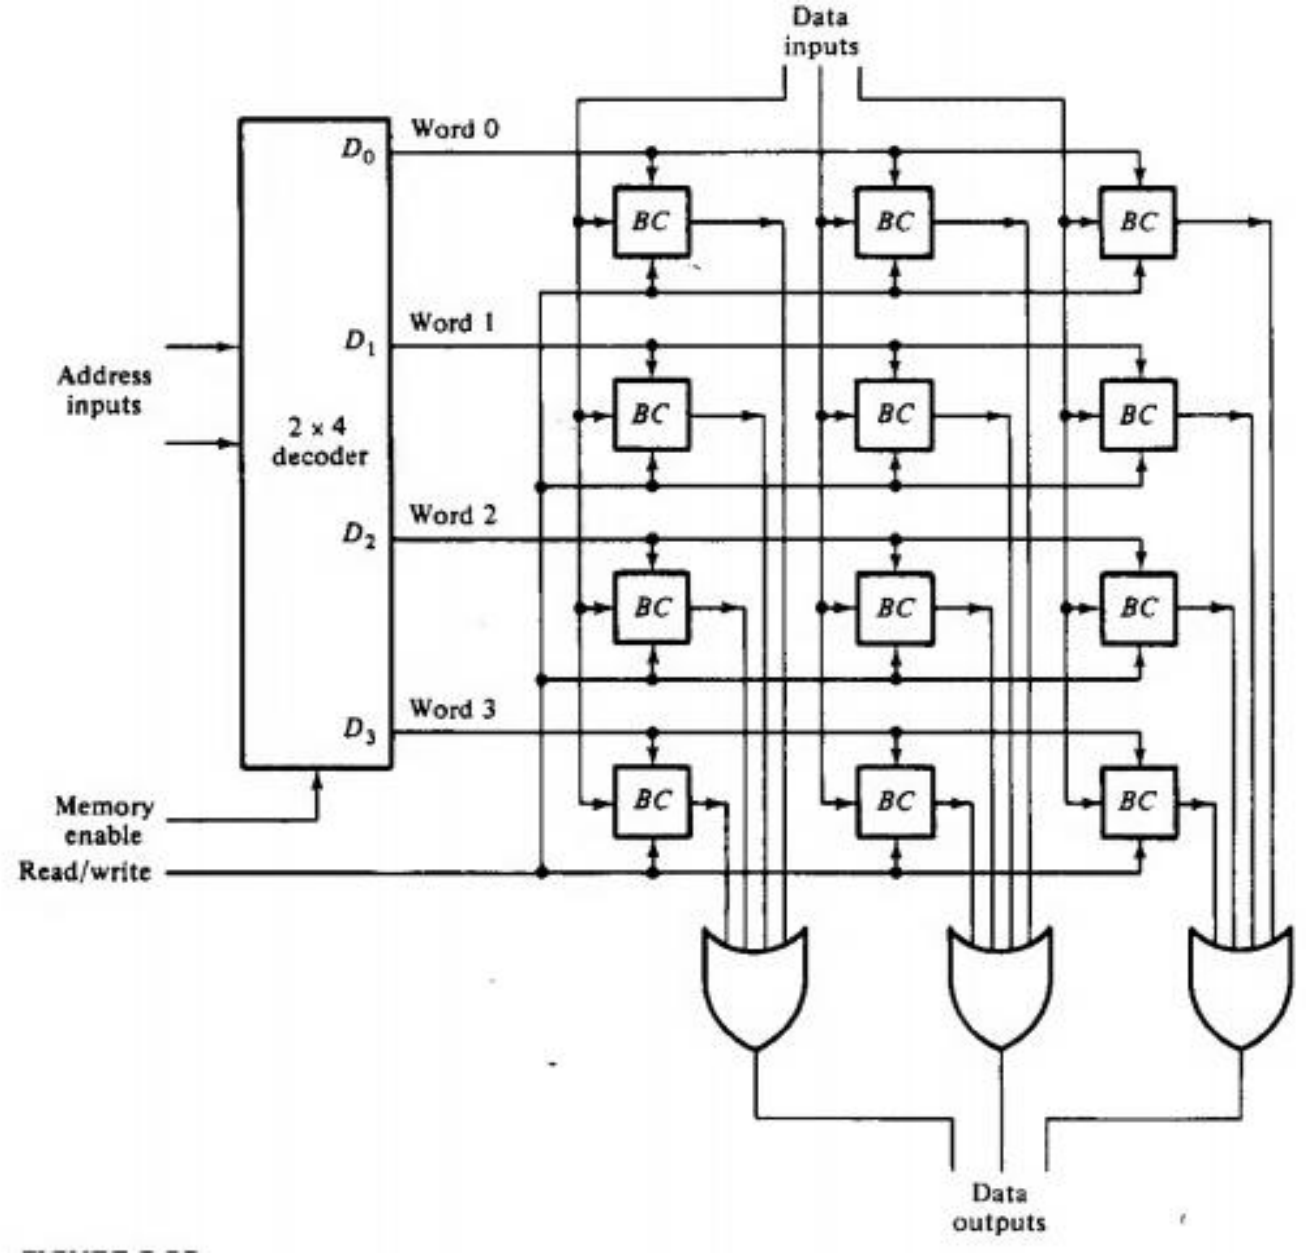 Data
inputs
Word 0
D0
BC BC BC
Word 1
D1
Address
inputs
BC BC BC
2 × 4
decoder
Word 2
D2
BC BC BC
Word 3
D3
BC BC BC
Memory
enable
Read/write
Data
outputs